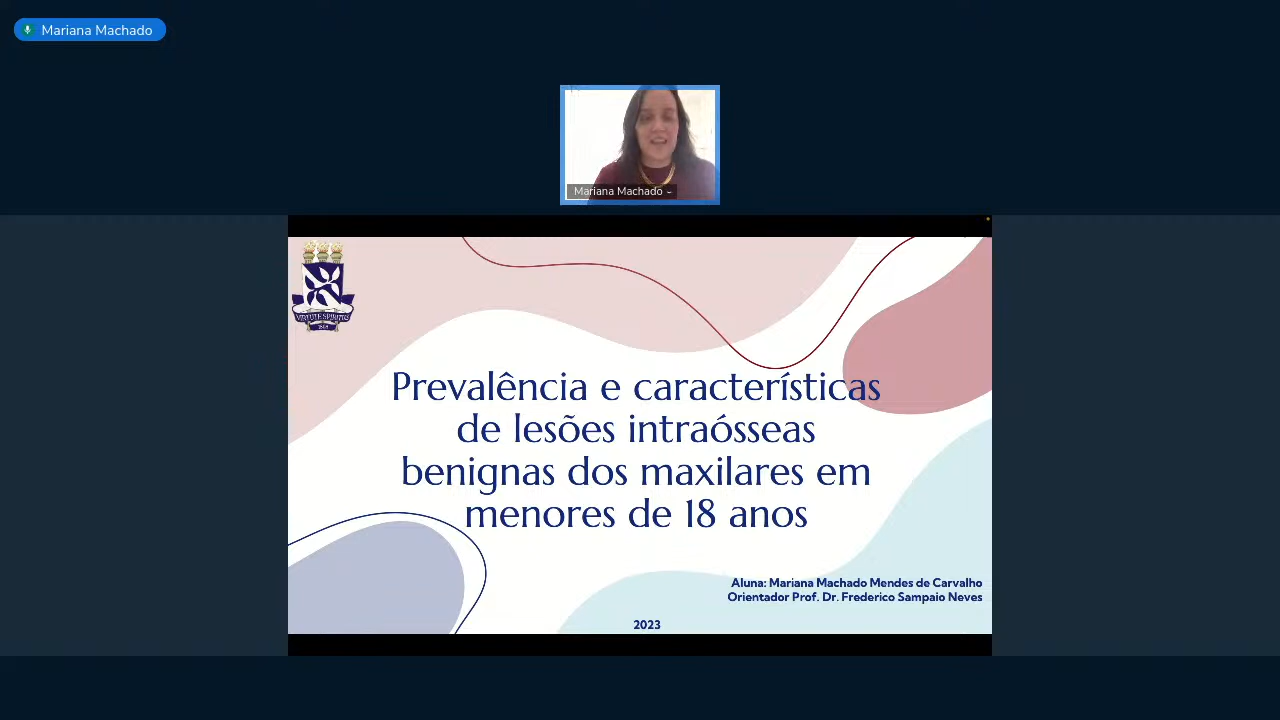 Mariana Machado
Mariana Machado
VIRTUTE SPIRITUS
Prevalência e características
de lesões intraósseas
benignas dos maxilares em
menores de 18 anos
Aluna: Mariana Machado Mendes de Carvalho
Orientador Prof. Dr. Frederico Sampaio Neves
2023